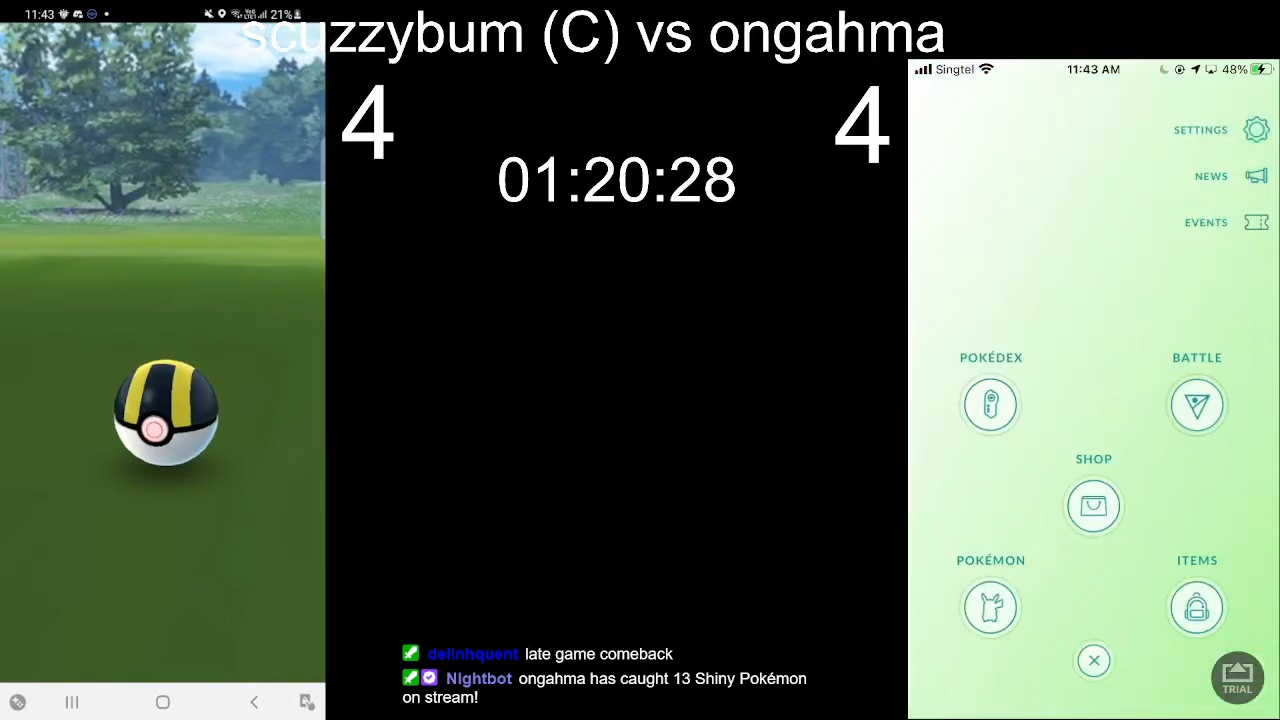 11:43
21%
scuzzybum (C) vs ongahma
4
4
01:20:28
Singtel
11:43 AM
48%
SETTINGS
NEWS
EVENTS
POKÉDEX
BATTLE
SHOP
POKÉMON
ITEMS
TRIAL
delinhquent late game comeback
Nightbot ongahma has caught 13 Shiny Pokémon
on stream!